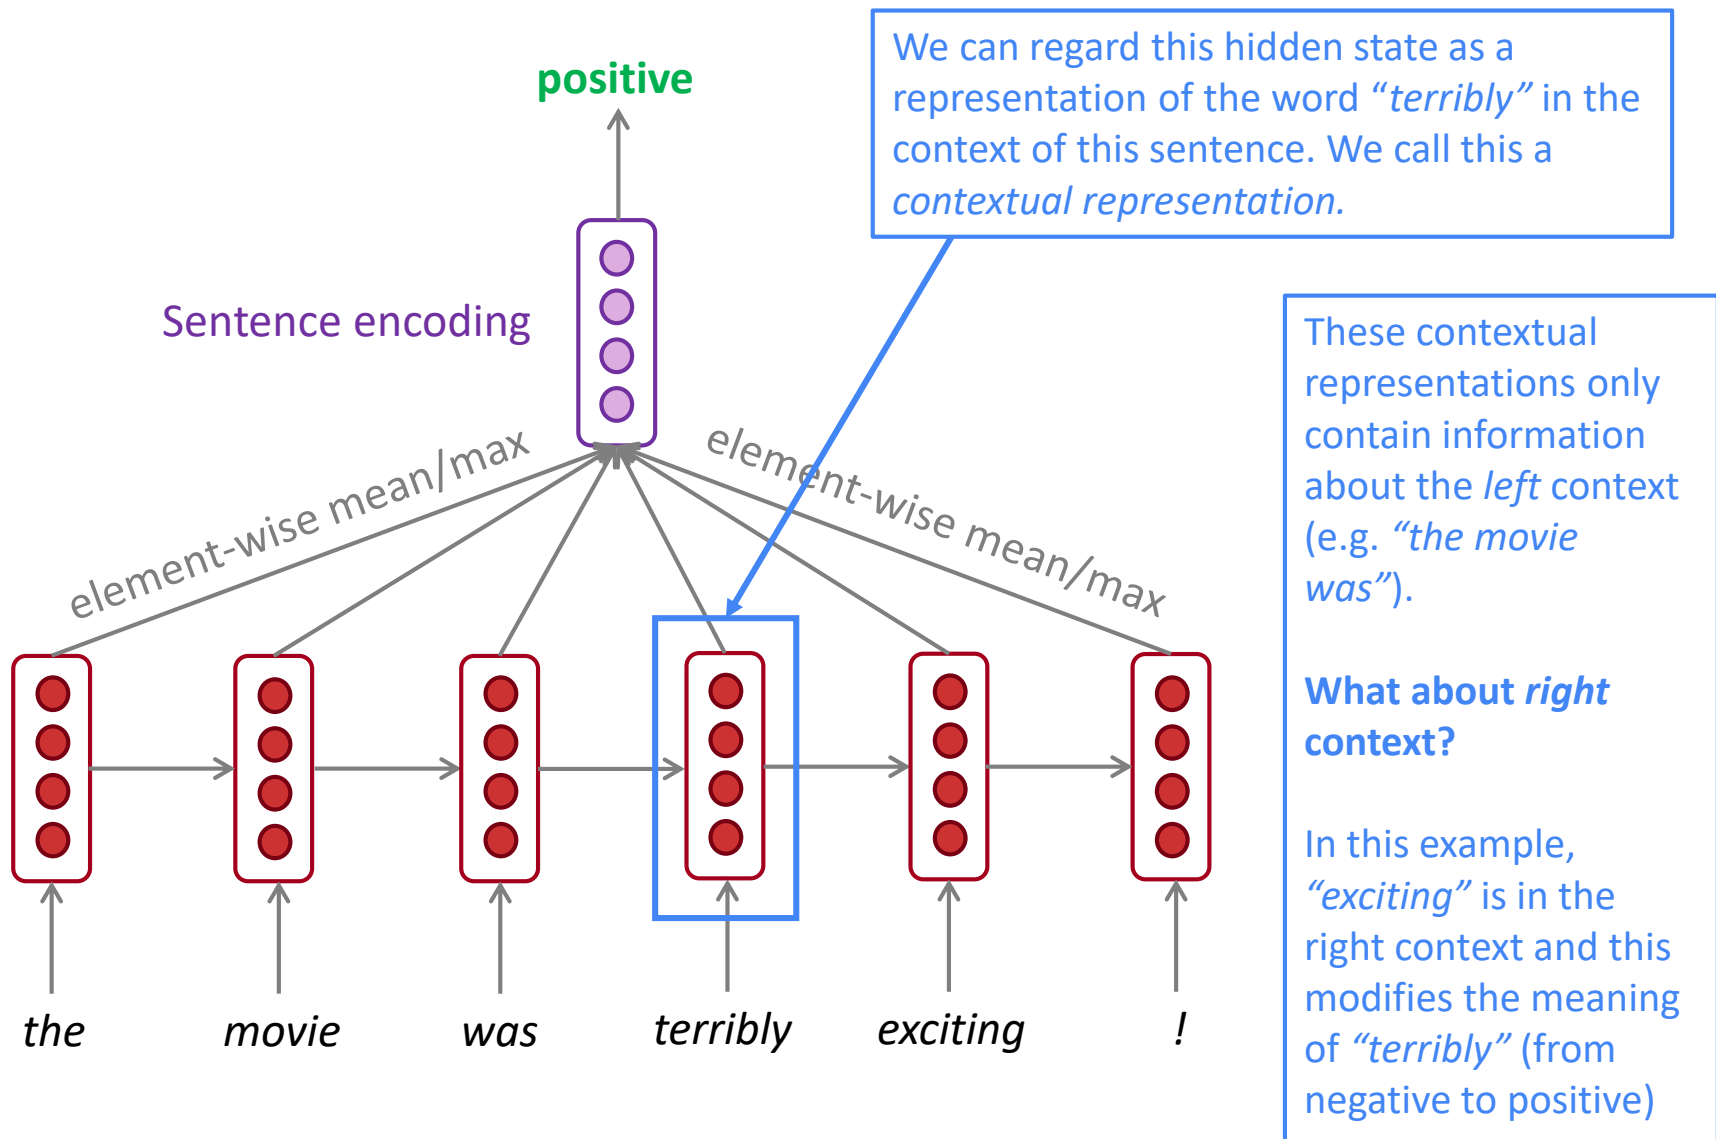 We can regard this hidden state as a
representation of the word “terribly” in the
context of this sentence. We call this a
contextual representation.
positive
Sentence encoding
element-wise mean/max
element-wise mean/max
These contextual
representations only
contain information
about the left context
(e.g. “the movie
was”).
What about right
context?
In this example,
“exciting” is in the
right context and this
modifies the meaning
of “terribly” (from
negative to positive)
the movie was terribly exciting !